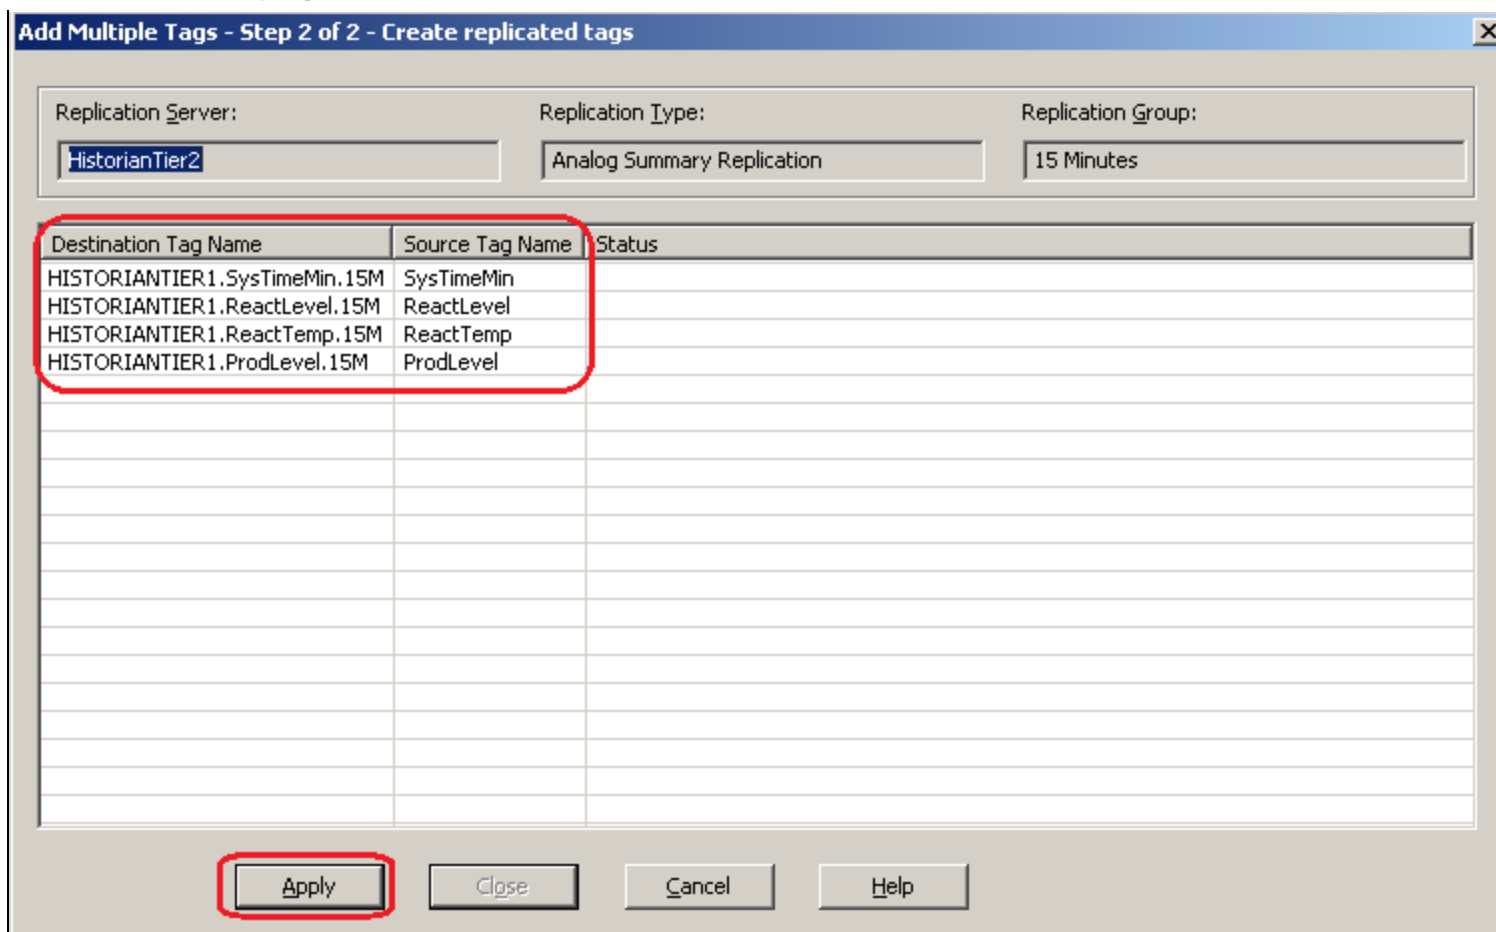 Add Multiple Tags - Step 2 of 2 - Create replicated tags
Replication Server: Replication Type: Replication Group:
HistorianTier2 Analog Summary Replication 15 Minutes
Destination Tag Name Source Tag Name Status
HISTORIANTIER1.SysTimeMin.15M SysTimeMin
HISTORIANTIER1.ReactLevel.15M ReactLevel
HISTORIANTIER1.ReactTemp.15M ReactTemp
HISTORIANTIER1.ProdLevel.15M ProdLevel
Apply Close Cancel Help